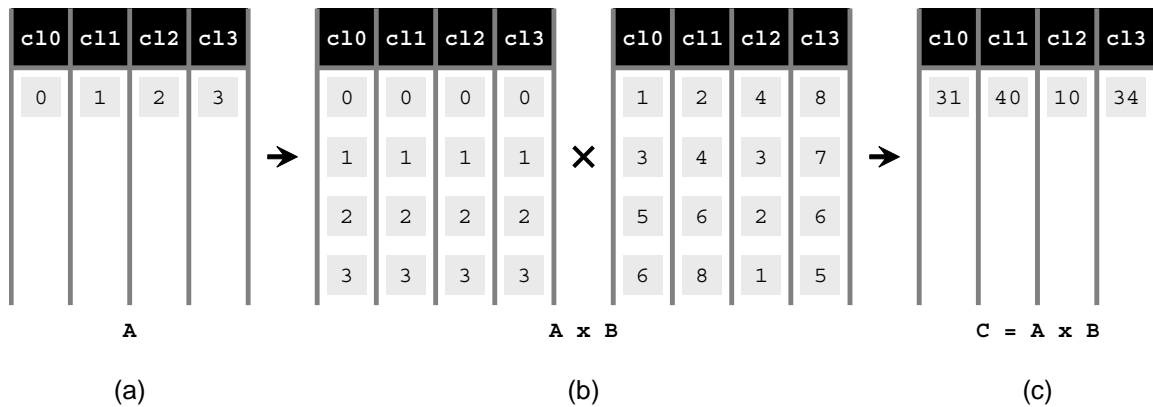 cl0 cl1 cl2 cl3 cl0 cl1 cl2 cl3 cl0 cl1 cl2 cl3 cl0 cl1 cl2 cl3
0 1 2 3 0 0 0 0 1 2 4 8 31 40 10 34
1 1 1 1 × 3 4 3 7
2 2 2 2 5 6 2 6
3 3 3 3 6 8 1 5
A A x B C = A x B
(a) (b) (c)